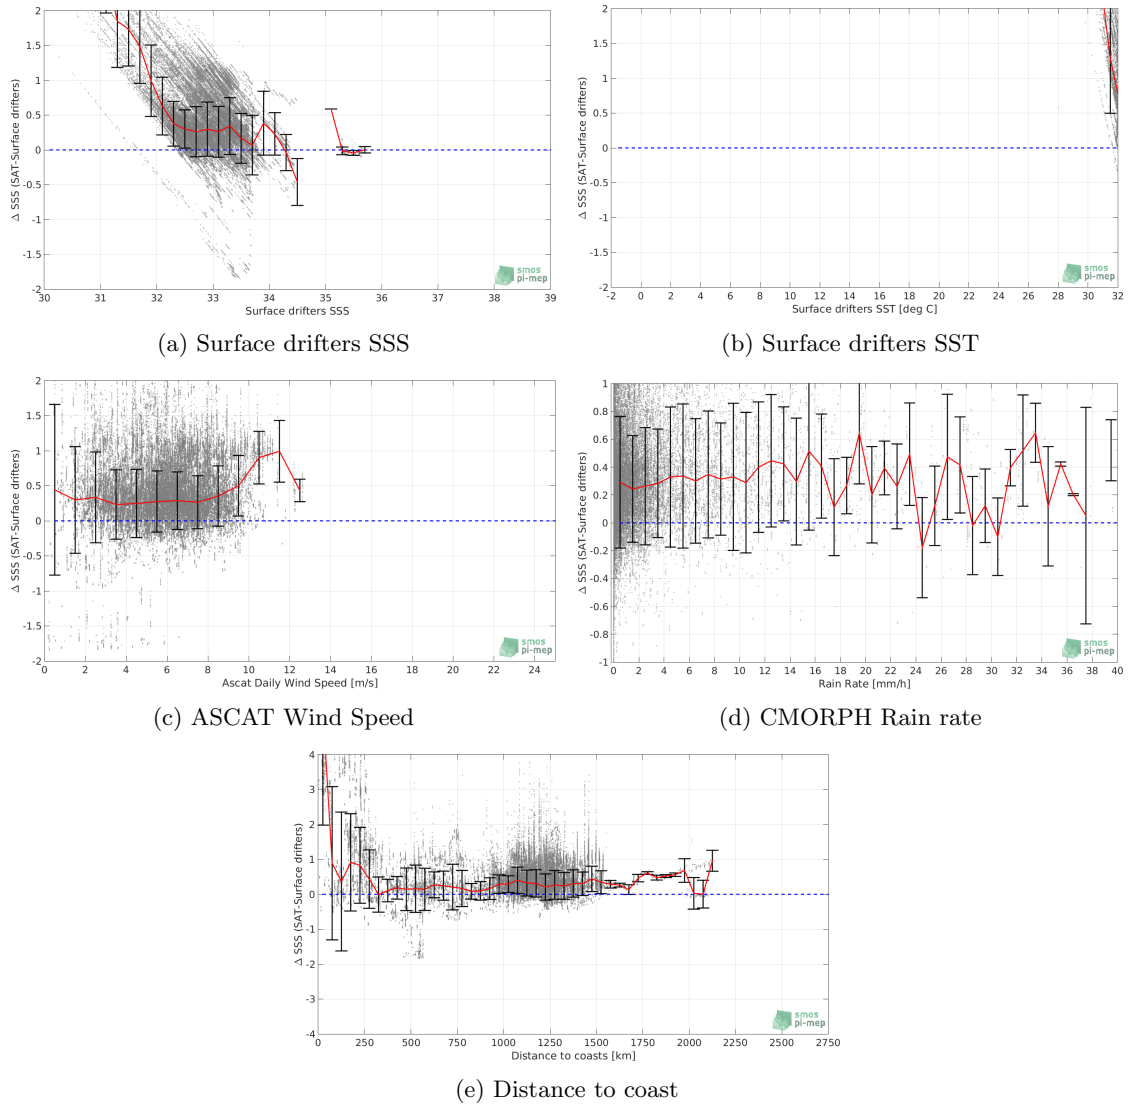 2
1.5
1
0.5
0
-0.5
-1
-1.5
-2
Δ SSS (SAT-Surface drifters)
30 31 32 33 34 35 36 37 38 39
Surface drifters SSS
smos
pi-mep
(a) Surface drifters SSS
2
1.5
1
0.5
0
-0.5
-1
-1.5
-2
Δ SSS (SAT-Surface drifters)
-2 0 2 4 6 8 10 12 14 16 18 20 22 24 26 28 30 32
Surface drifters SST [deg C]
smos
pi-mep
(b) Surface drifters SST
2
1.5
1
0.5
0
-0.5
-1
-1.5
-2
Δ SSS (SAT-Surface drifters)
0 2 4 6 8 10 12 14 16 18 20 22 24
Ascat Daily Wind Speed [m/s]
smos
pi-mep
(c) ASCAT Wind Speed
1
0.8
0.6
0.4
0.2
0
-0.2
-0.4
-0.6
-0.8
-1
Δ SSS (SAT-Surface drifters)
0 2 4 6 8 10 12 14 16 18 20 22 24 26 28 30 32 34 36 38 40
Rain Rate [mm/h]
smos
pi-mep
(d) CMORPH Rain rate
4
3
2
1
0
-1
-2
-3
-4
Δ SSS (SAT-Surface drifters)
0 250 500 750 1000 1250 1500 1750 2000 2250 2500 2750
Distance to coasts [km]
smos
pi-mep
(e) Distance to coast